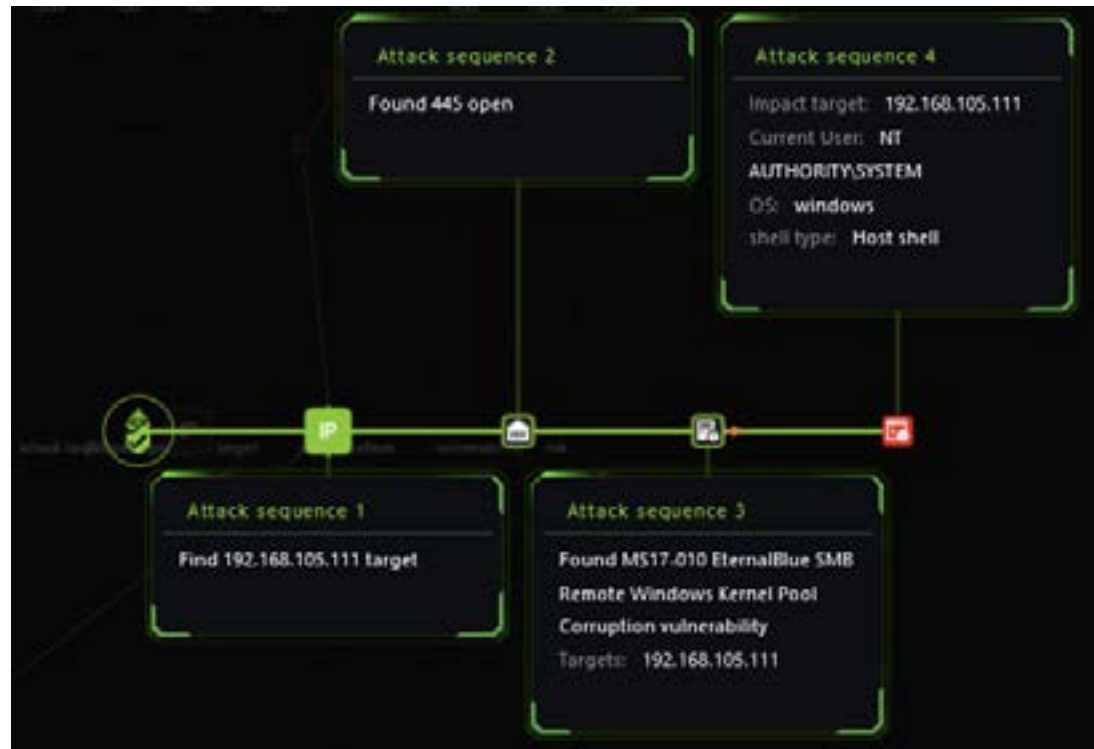 Attack sequence 2
Found 445 open
Attack sequence 4
Impact target: 192.168.105.111
Current User: NT
AUTHORITY\SYSTEM
OS: windows
shell type: Host shell
IP
Attack sequence 1
Find 192.168.105.111 target
Attack sequence 3
Found MS17-010 EternalBlue SMB
Remote Windows Kernel Pool
Corruption vulnerability
Targets: 192.168.105.111